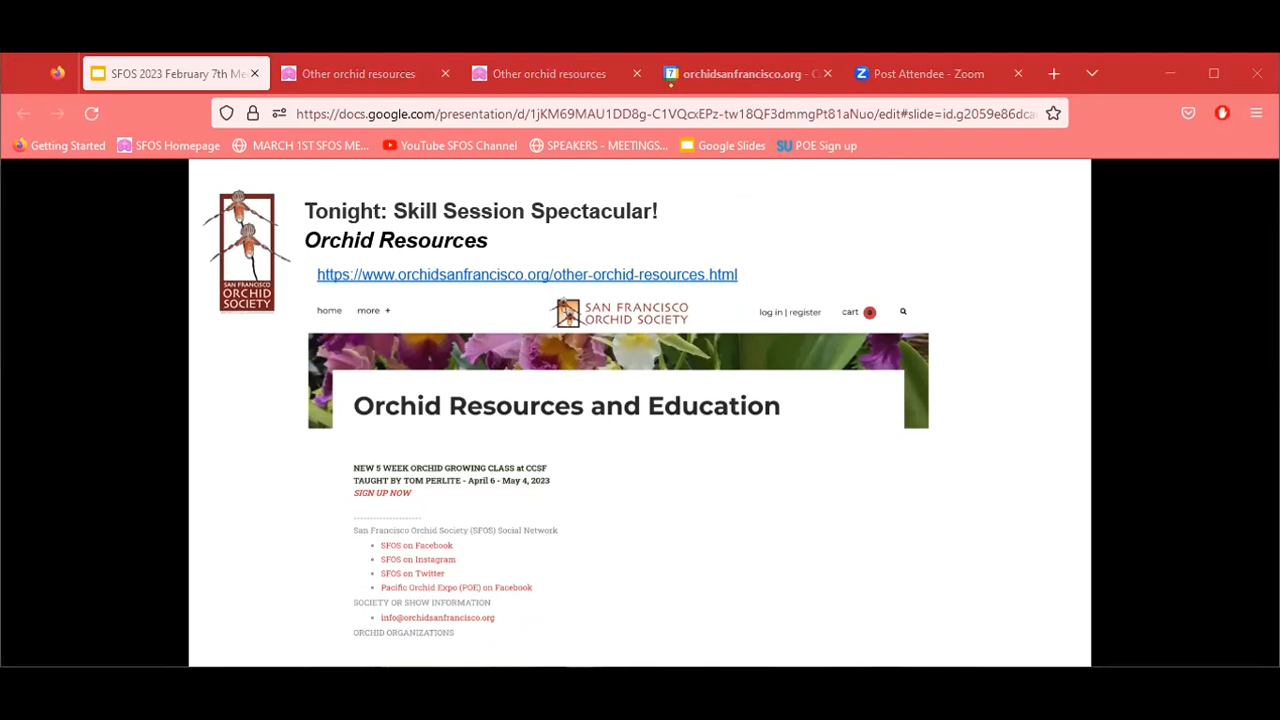 SFOS 2023 February 7th Me
Other orchid resources
Other orchid resources
7 orchidsanfrancisco.org - C
Z Post Attendee - Zoom
https://docs.google.com/presentation/d/1jKM69MAU1DD8g-C1VQcxEPz-tw18QF3dmmgPt81aNuo/edit#slide=id.g2059e86dca
Getting Started
SFOS Homepage
MARCH 1ST SFOS ME...
YouTube SFOS Channel
SPEAKERS - MEETINGS...
Google Slides
SU POE Sign up
SAN FRANCISCO
ORCHID
SOCIETY
Tonight: Skill Session Spectacular!
Orchid Resources
https://www.orchidsanfrancisco.org/other-orchid-resources.html
home more +
SAN FRANCISCO
ORCHID SOCIETY
log in | register cart
Orchid Resources and Education
NEW 5 WEEK ORCHID GROWING CLASS at CCSF
TAUGHT BY TOM PERLITE - April 6 - May 4, 2023
SIGN UP NOW
---------------------
San Francisco Orchid Society (SFOS) Social Network
• SFOS on Facebook
• SFOS on Instagram
• SFOS on Twitter
• Pacific Orchid Expo (POE) on Facebook
SOCIETY OR SHOW INFORMATION
• info@orchidsanfrancisco.org
ORCHID ORGANIZATIONS